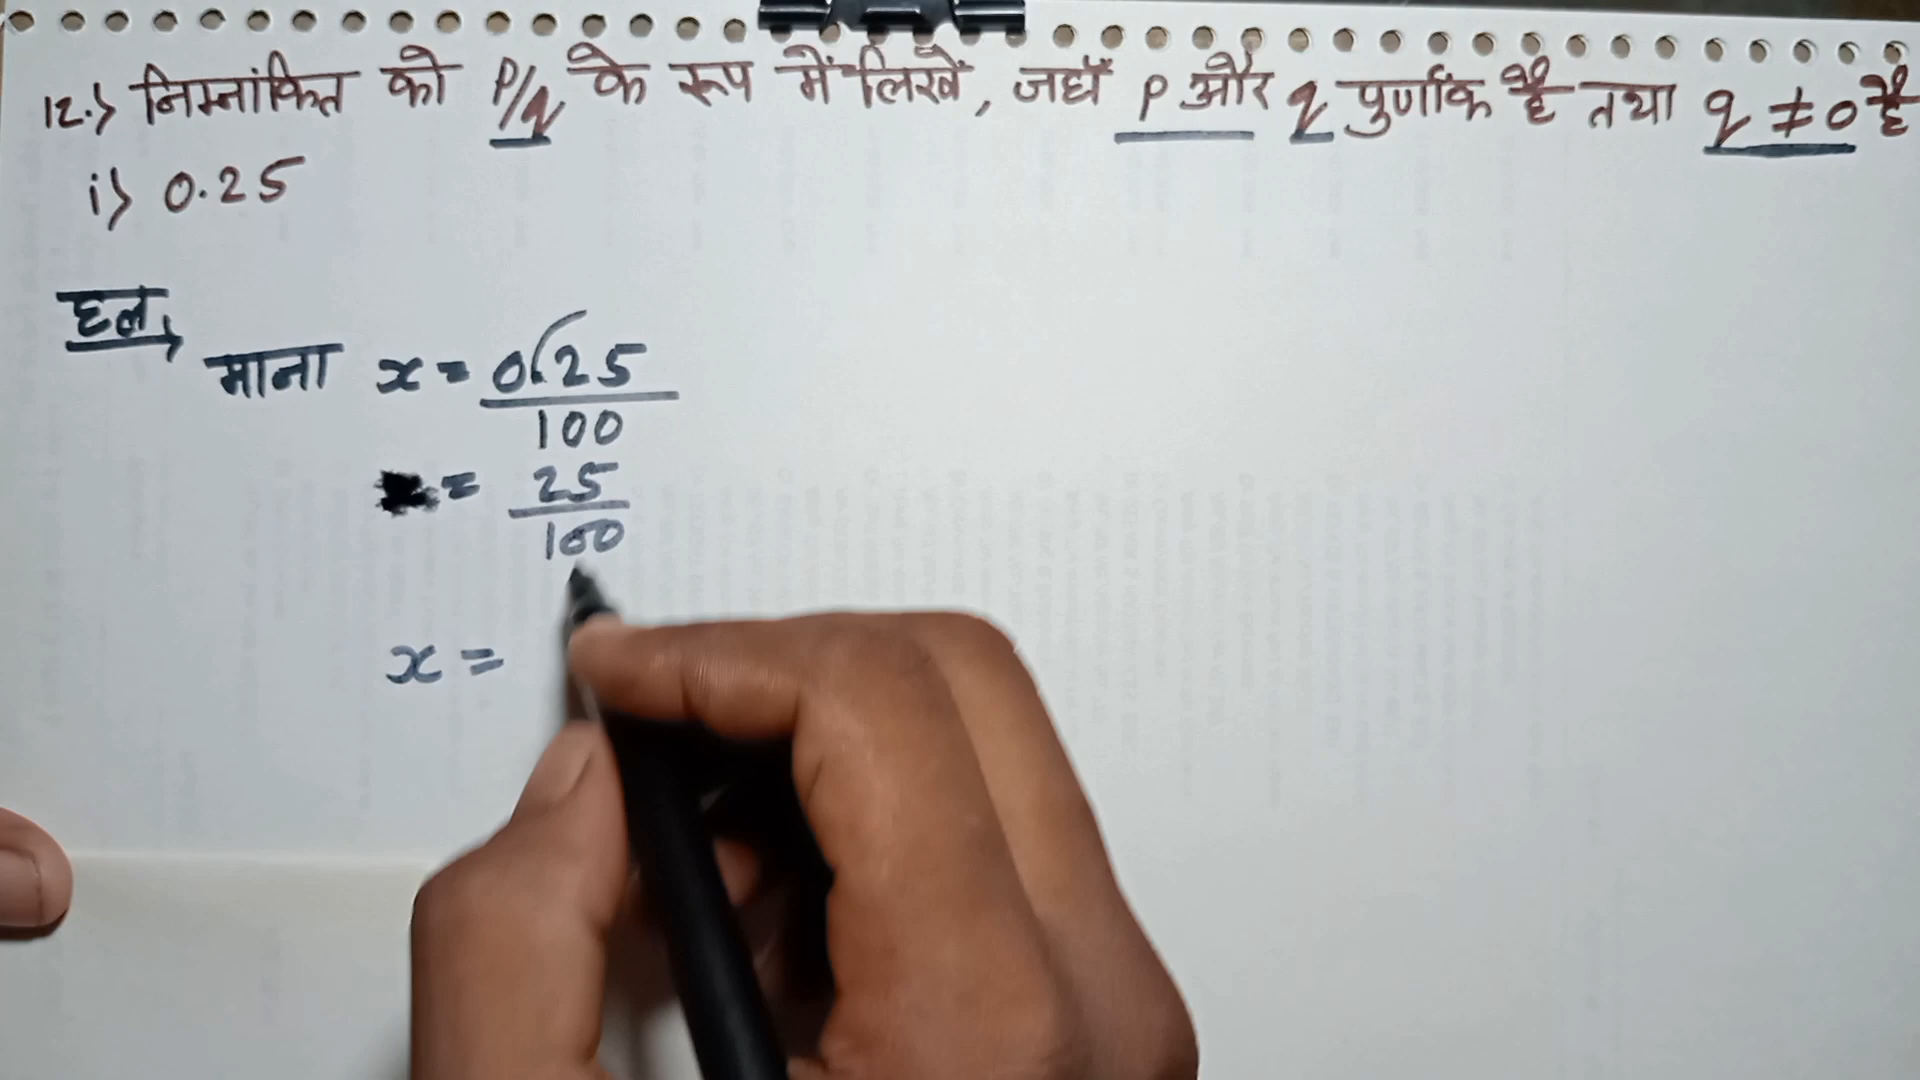 12.> निम्नांकित को P/q के रूप में लिखें, जहाँ P और q पुर्णांक है तथा q ≠ 0 है
i> 0.25
हल,
माना x = 0.25
100
= 25
100
x =